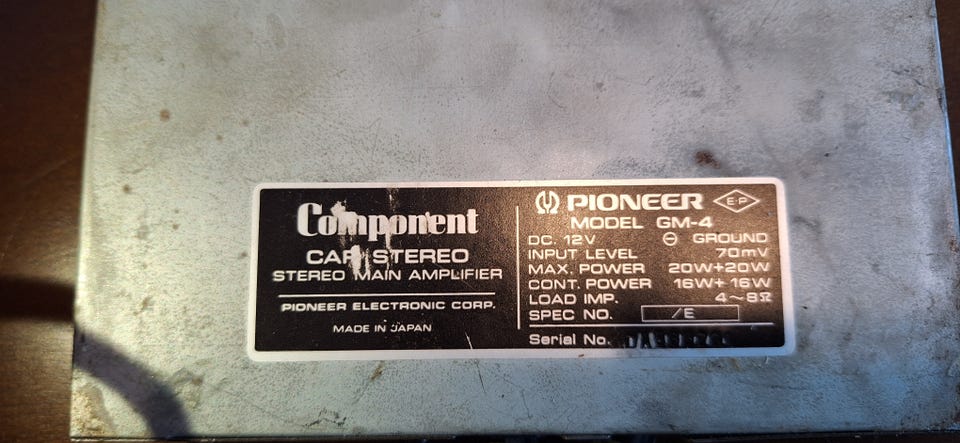 Component
CAR STEREO
STEREO MAIN AMPLIFIER
PIONEER ELECTRONIC CORP.
MADE IN JAPAN
PIONEER E·P
MODEL GM-4
DC. 12V ⊖ GROUND
INPUT LEVEL 70mV
MAX. POWER 20W+20W
CONT. POWER 16W+16W
LOAD IMP. 4~8Ω
SPEC NO. /E
Serial No.